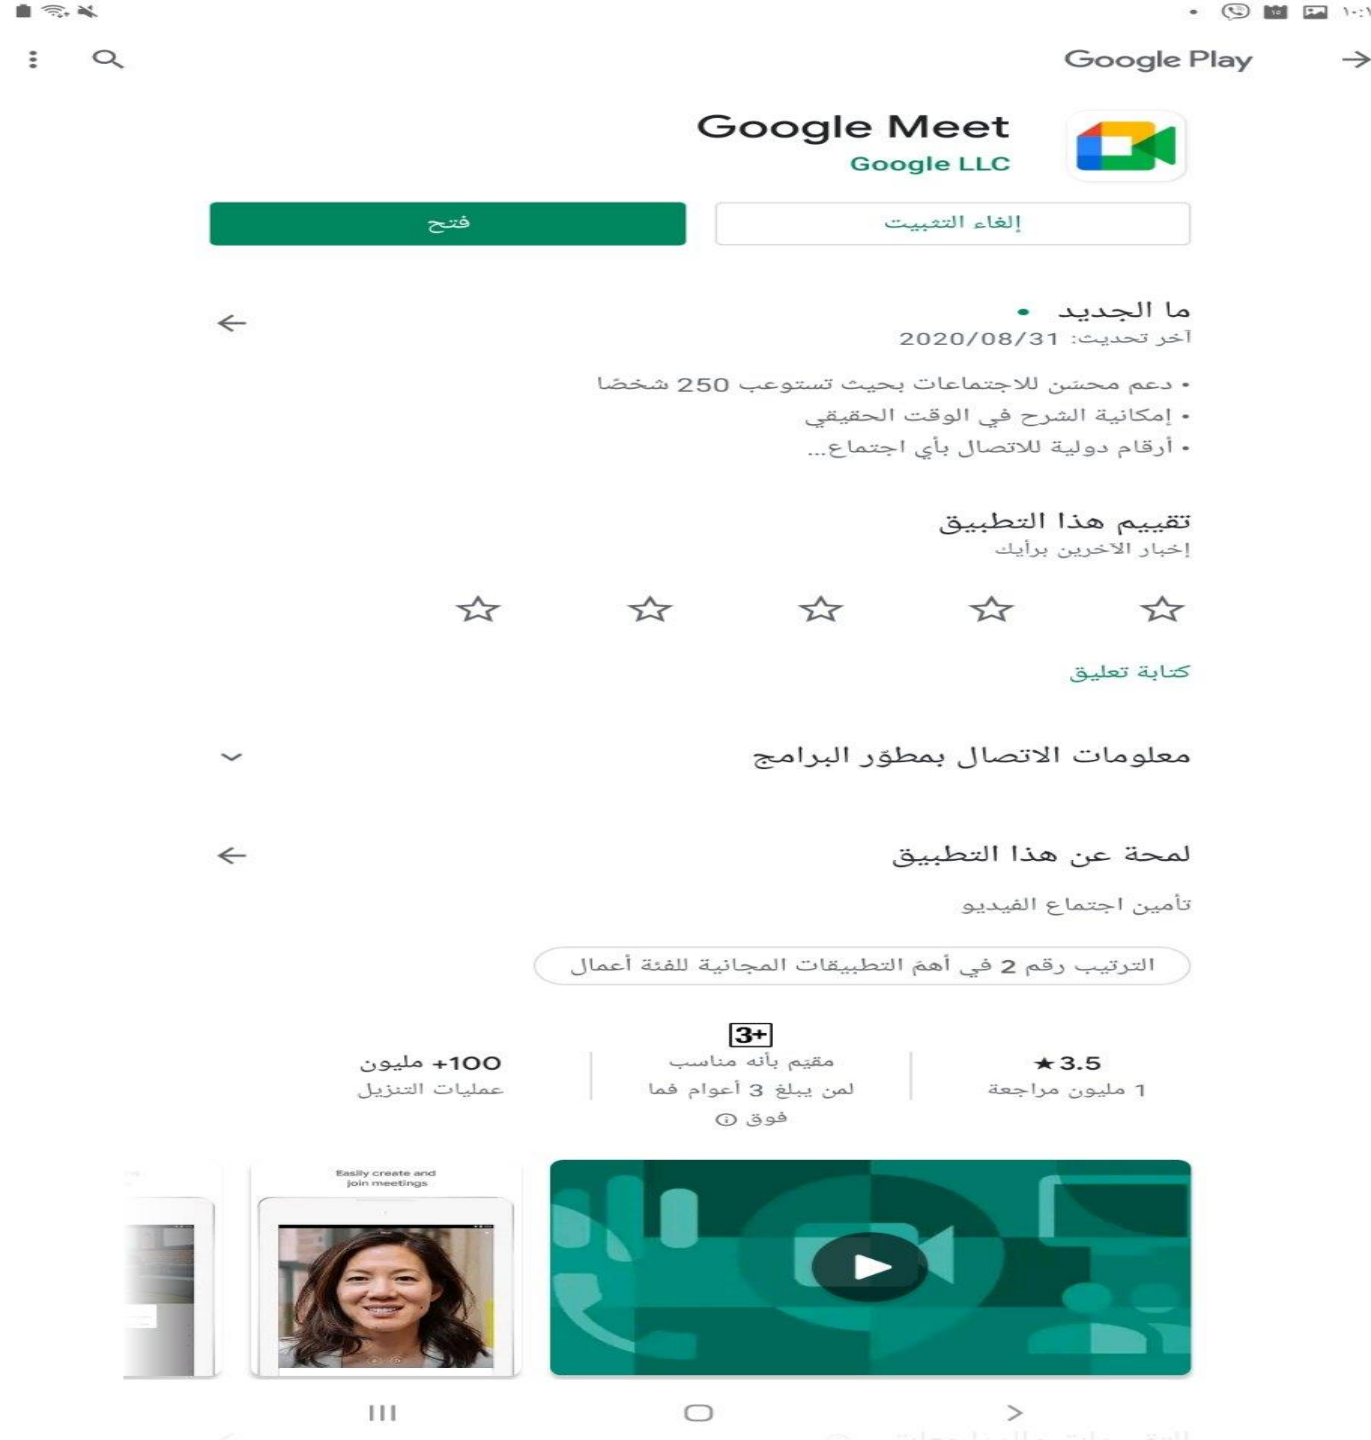 Google Play
Google Meet
Google LLC
إلغاء التثبيت
فتح
ما الجديد •
آخر تحديث: 2020/08/31
• دعم محسَن للاجتماعات بحيث تستوعب 250 شخصًا
• إمكانية الشرح في الوقت الحقيقي
• أرقام دولية للاتصال بأي اجتماع...
تقييم هذا التطبيق
إخبار الآخرين برأيك
كتابة تعليق
معلومات الاتصال بمطوّر البرامج
لمحة عن هذا التطبيق
تأمين اجتماع الفيديو
الترتيب رقم 2 في أهمّ التطبيقات المجانية للفئة أعمال
3.5★
1 مليون مراجعة
3+
مقيّم بأنه مناسب
لمن يبلغ 3 أعوام فما
فوق
100+ مليون
عمليات التنزيل
Easily create and
join meetings